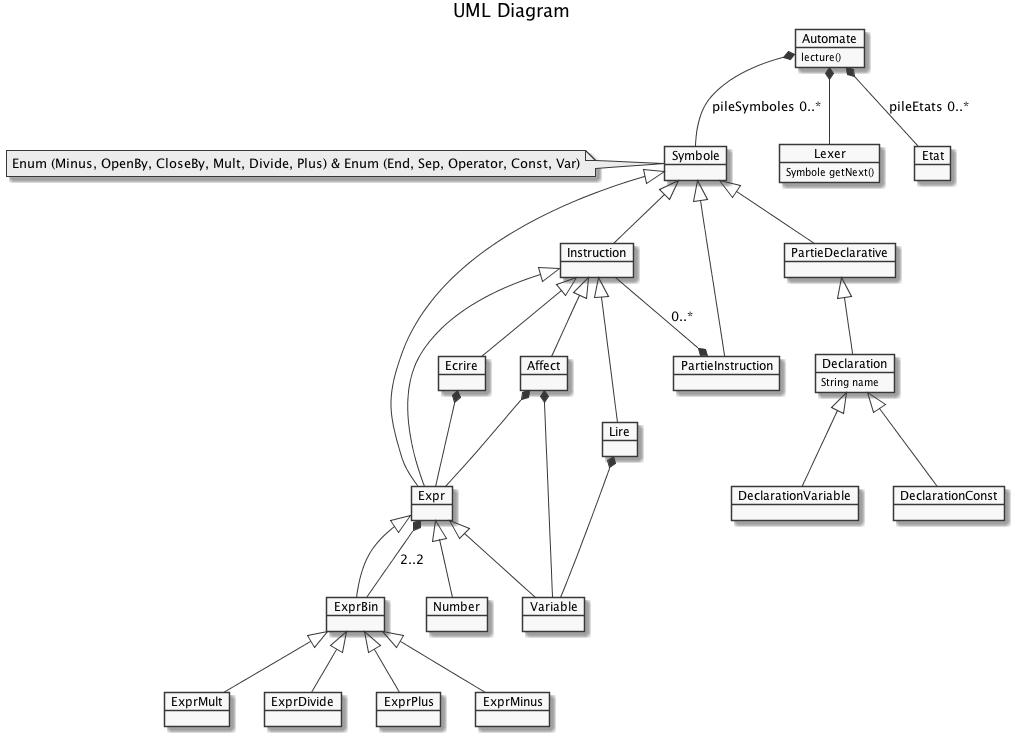 UML Diagram
Automate
lecture()
pileSymboles 0..*
pileEtats 0..*
Enum (Minus, OpenBy, CloseBy, Mult, Divide, Plus) & Enum (End, Sep, Operator, Const, Var)
Symbole
Lexer
Symbole getNext()
Etat
Instruction
PartieDeclarative
0..*
Ecrire
Affect
PartieInstruction
Declaration
String name
Lire
Expr
DeclarationVariable
DeclarationConst
2..2
ExprBin
Number
Variable
ExprMult
ExprDivide
ExprPlus
ExprMinus